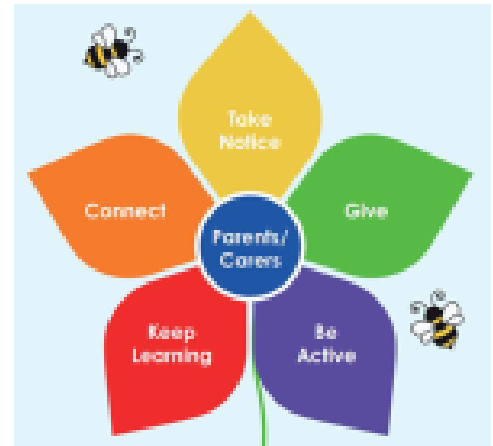 Take
Notice
Connect
Give
Parents/
Carers
Keep
Learning
Be
Active